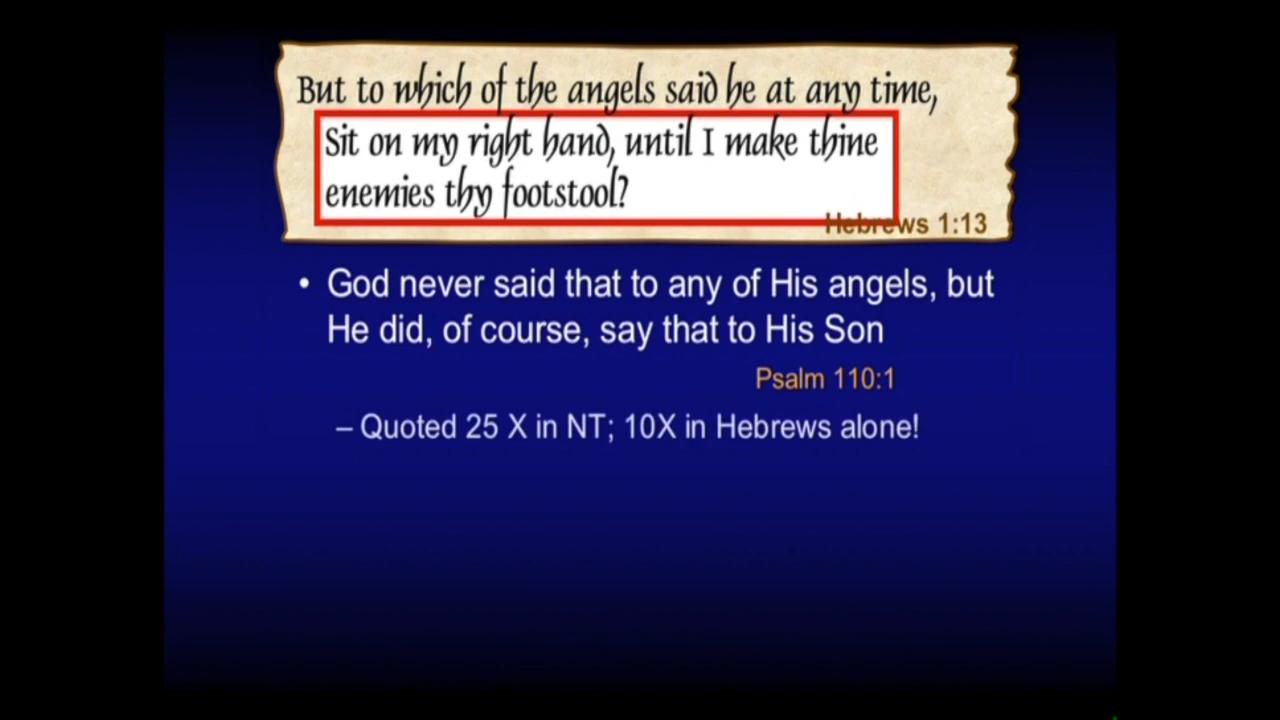 But to which of the angels said he at any time,
Sit on my right hand, until I make thine
enemies thy footstool?
Hebrews 1:13
• God never said that to any of His angels, but
He did, of course, say that to His Son
Psalm 110:1
– Quoted 25 X in NT; 10X in Hebrews alone!